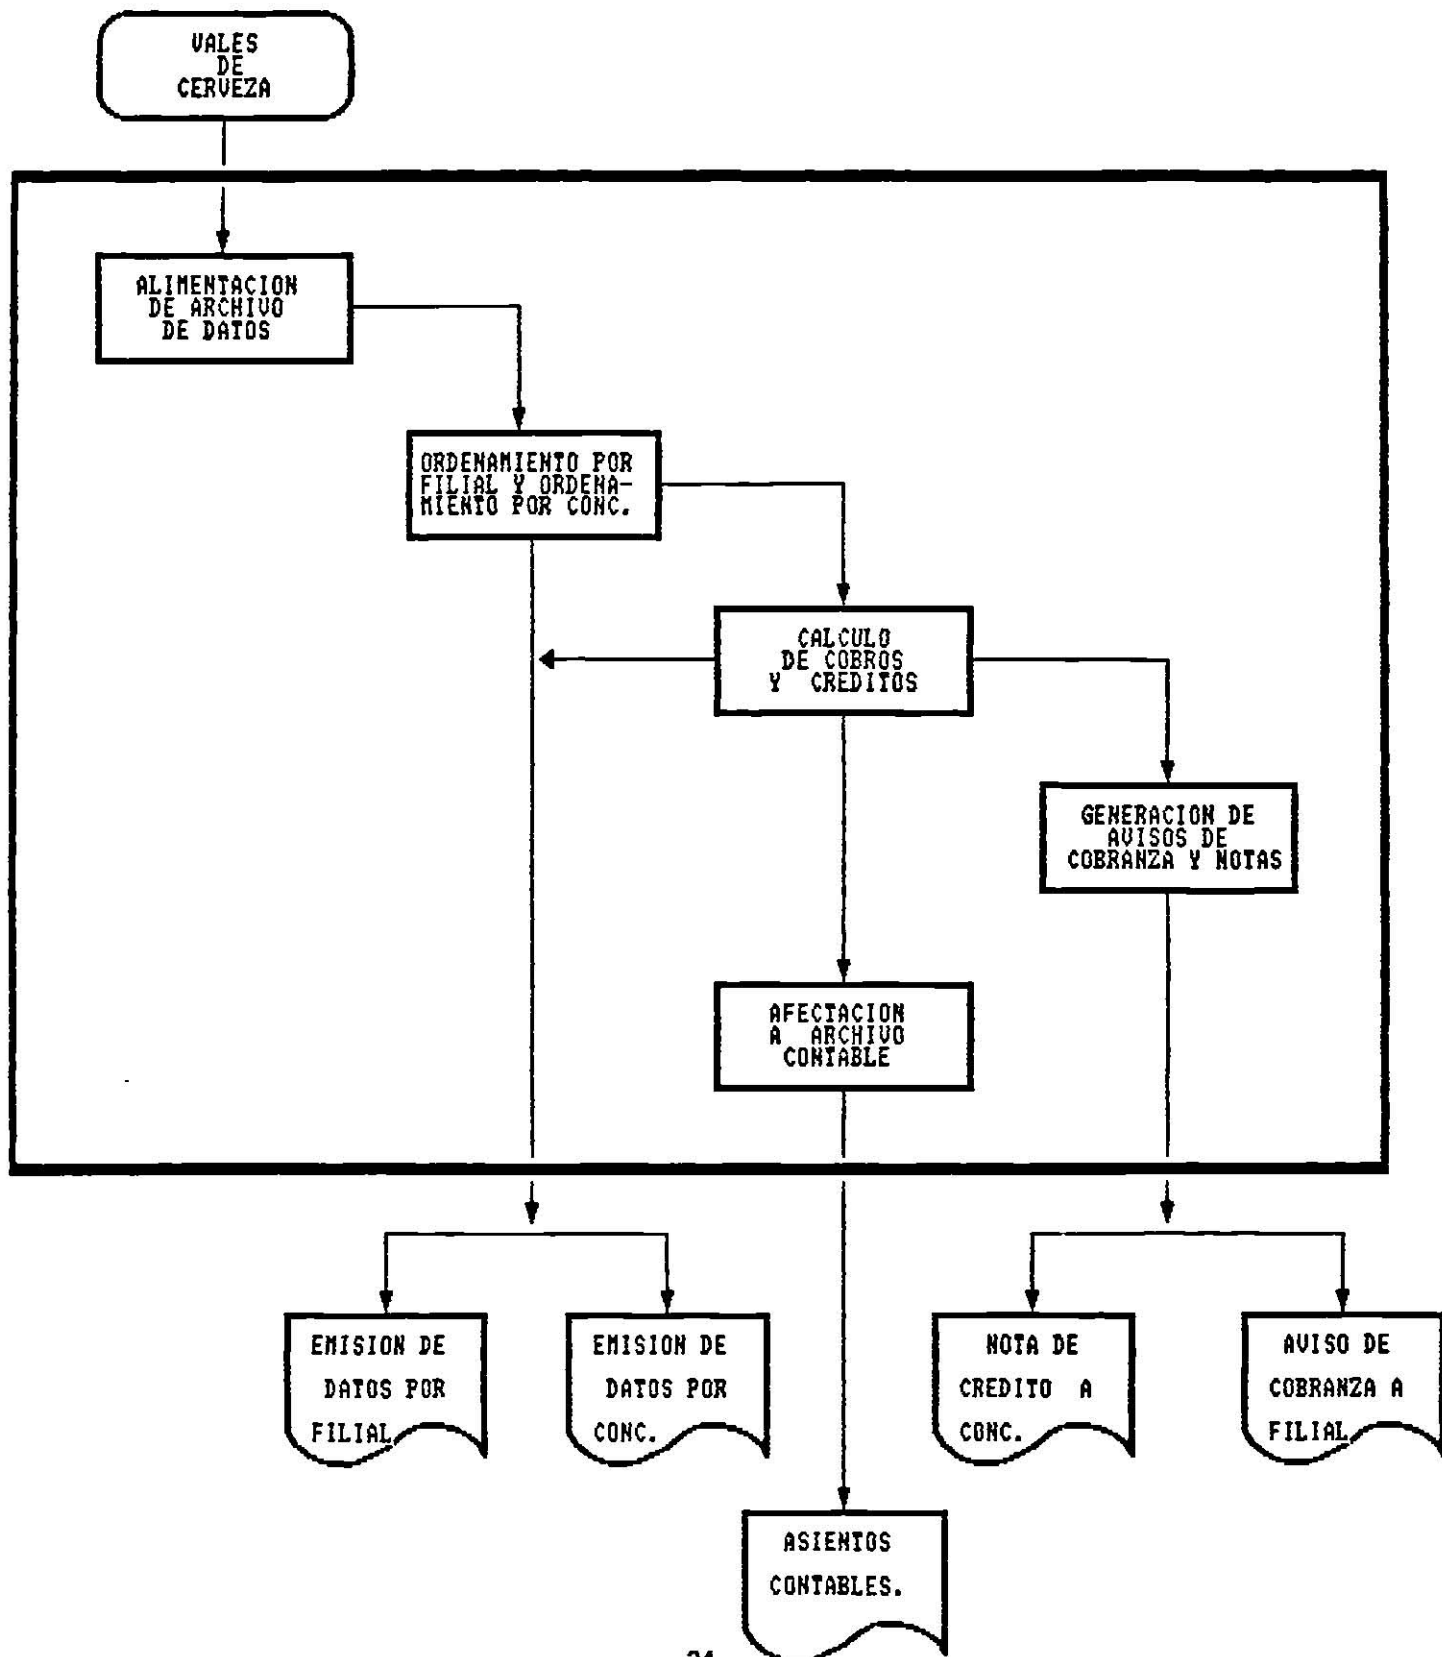 VALES
DE
CERVEZA
ALIMENTACION
DE ARCHIVO
DE DATOS
ORDENAMIENTO POR
FILIAL Y ORDENA-
MIENTO POR CONC.
CALCULO
DE COBROS
Y CREDITOS
GENERACION DE
AVISOS DE
COBRANZA Y NOTAS
AFECTACION
A ARCHIVO
CONTABLE
EMISION DE
DATOS POR
FILIAL
EMISION DE
DATOS POR
CONC.
NOTA DE
CREDITO A
CONC.
AVISO DE
COBRANZA A
FILIAL
ASIENTOS
CONTABLES.